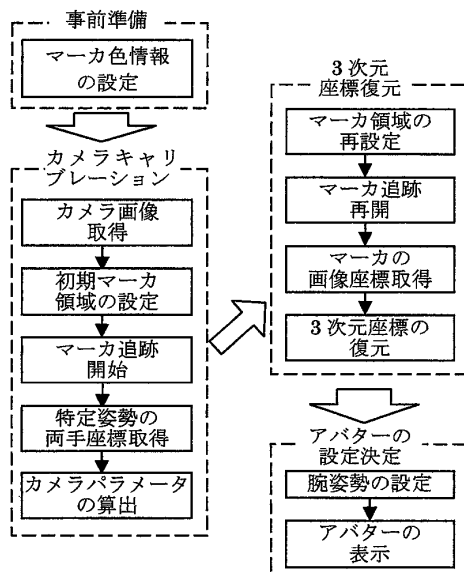 事前準備
マーカ色情報
の設定
カメラキャリ
ブレーション
カメラ画像
取得
初期マーカ
領域の設定
マーカ追跡
開始
特定姿勢の
両手座標取得
カメラパラメータ
の算出
3次元
座標復元
マーカ領域の
再設定
マーカ追跡
再開
マーカの
画像座標取得
3次元座標の
復元
アバターの
設定決定
腕姿勢の設定
アバターの
表示